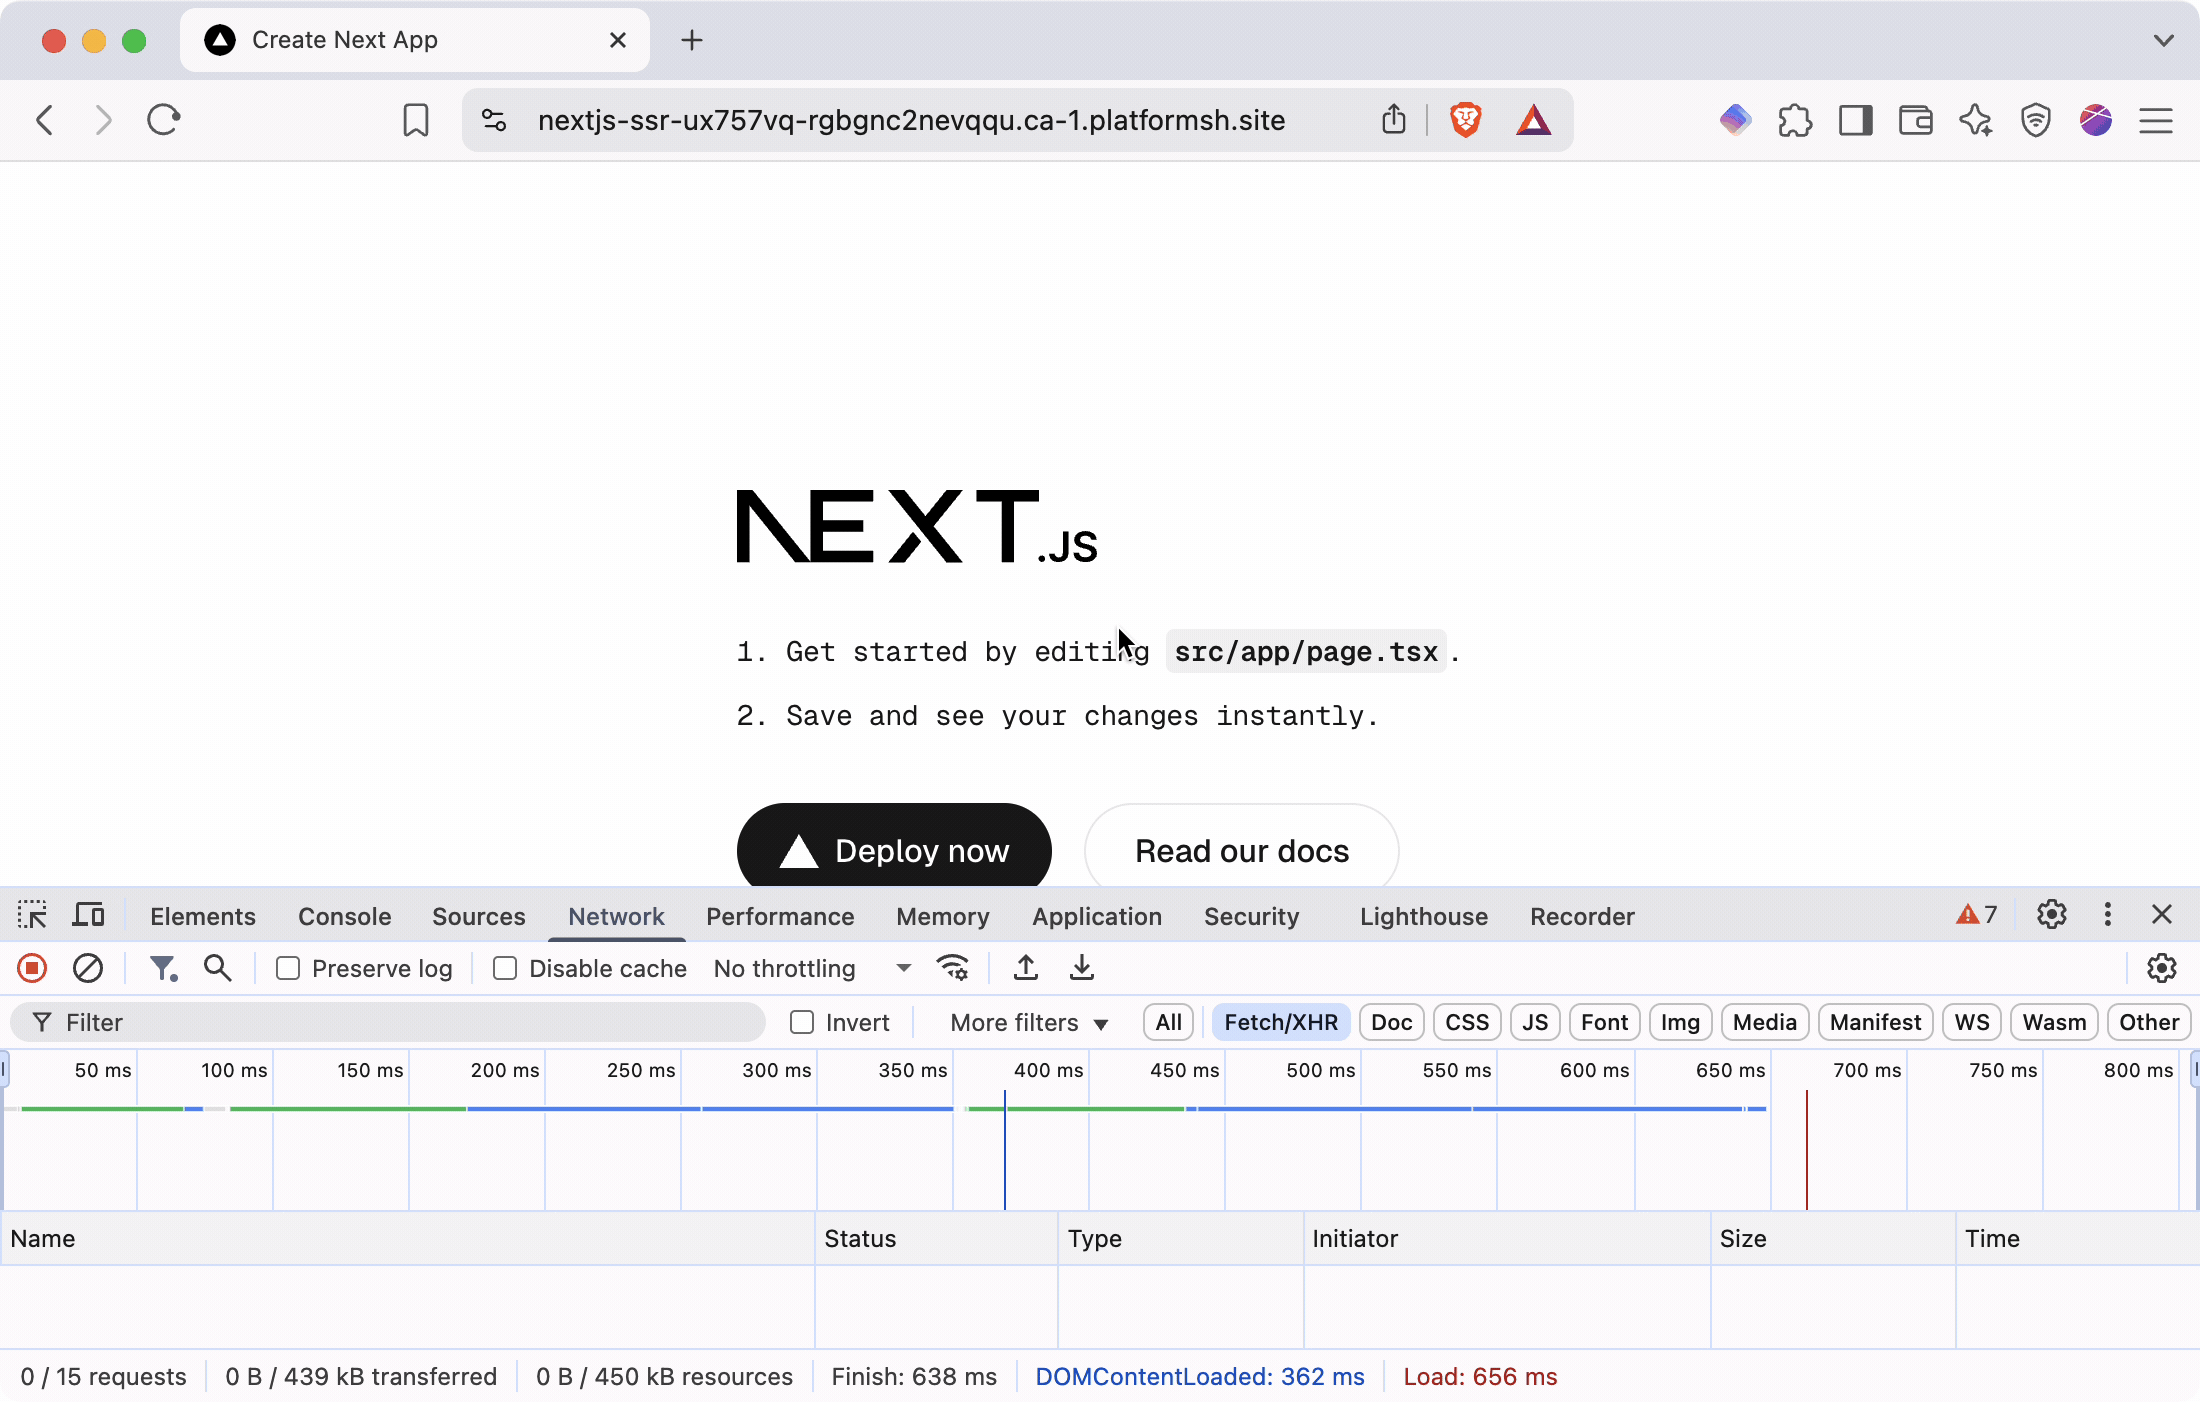 Create Next App
nextjs-ssr-ux757vq-rgbgnc2nevqqu.ca-1.platformsh.site
NEXT.JS
1. Get started by editing src/app/page.tsx.
2. Save and see your changes instantly.
Deploy now Read our docs
Elements Console Sources Network Performance Memory Application Security Lighthouse Recorder 7
Preserve log Disable cache No throttling
Filter Invert More filters All Fetch/XHR Doc CSS JS Font Img Media Manifest WS Wasm Other
50 ms 100 ms 150 ms 200 ms 250 ms 300 ms 350 ms 400 ms 450 ms 500 ms 550 ms 600 ms 650 ms 700 ms 750 ms 800 ms
Name Status Type Initiator Size Time
0 / 15 requests 0 B / 439 kB transferred 0 B / 450 kB resources Finish: 638 ms DOMContentLoaded: 362 ms Load: 656 ms